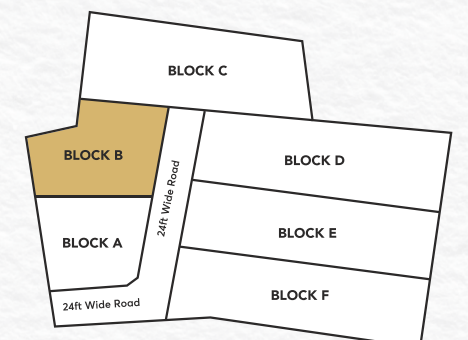 BLOCK C
BLOCK B
BLOCK D
24ft Wide Road
BLOCK A
BLOCK E
BLOCK F
24ft Wide Road